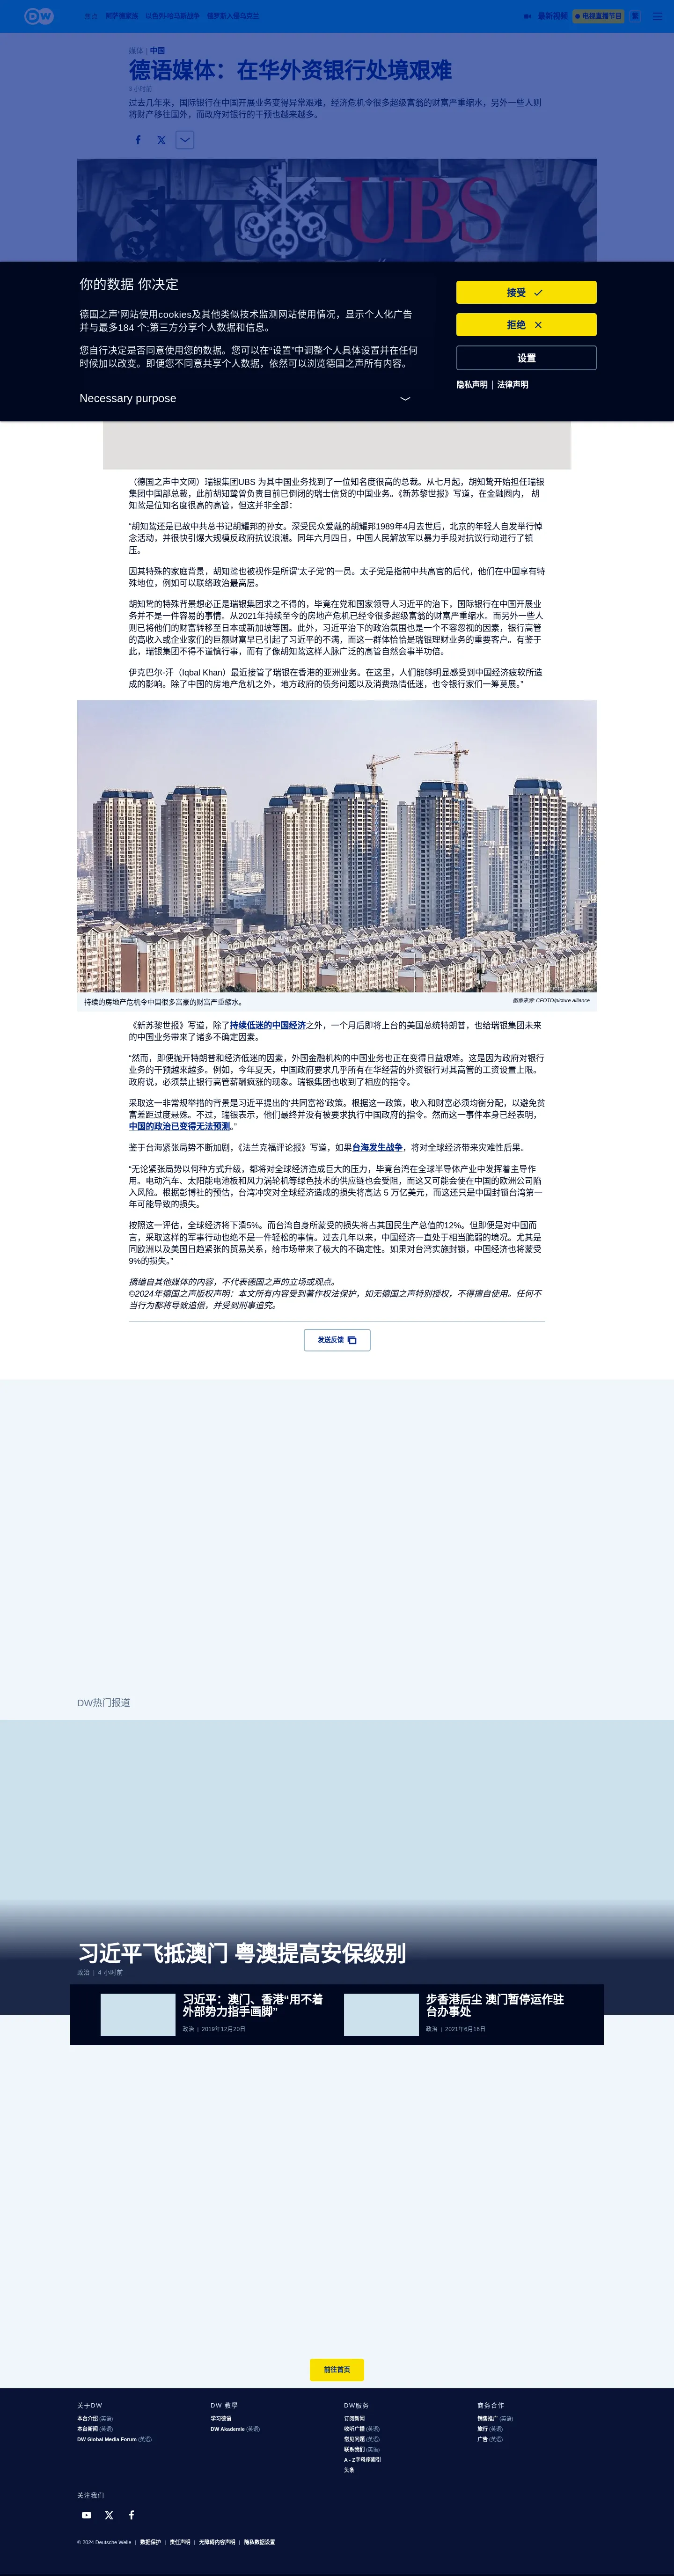 DW
焦点 阿萨德家族 以色列-哈马斯战争 俄罗斯入侵乌克兰 最新视频 电视直播节目 繁
媒体 | 中国
德语媒体：在华外资银行处境艰难
3 小时前
过去几年来，国际银行在中国开展业务变得异常艰难，经济危机令很多超级富翁的财富严重缩水，另外一些人则
将财产移往国外，而政府对银行的干预也越来越多。
UBS
你的数据 你决定
德国之声'网站使用cookies及其他类似技术监测网站使用情况，显示个人化广告
并与最多184 个;第三方分享个人数据和信息。
您自行决定是否同意使用您的数据。您可以在“设置”中调整个人具体设置并在任何
时候加以改变。即便您不同意共享个人数据，依然可以浏览德国之声所有内容。
Necessary purpose
接受
拒绝
设置
隐私声明 | 法律声明
（德国之声中文网）瑞银集团UBS 为其中国业务找到了一位知名度很高的总裁。从七月起，胡知鸷开始担任瑞银
集团中国部总裁，此前胡知鸷曾负责目前已倒闭的瑞士信贷的中国业务。《新苏黎世报》写道，在金融圈内， 胡
知鸷是位知名度很高的高管，但这并非全部：
“胡知鸷还是已故中共总书记胡耀邦的孙女。深受民众爱戴的胡耀邦1989年4月去世后，北京的年轻人自发举行悼
念活动，并很快引爆大规模反政府抗议浪潮。同年六月四日，中国人民解放军以暴力手段对抗议行动进行了镇
压。
因其特殊的家庭背景，胡知鸷也被视作是所谓‘太子党’的一员。太子党是指前中共高官的后代，他们在中国享有特
殊地位，例如可以联络政治最高层。
胡知鸷的特殊背景想必正是瑞银集团求之不得的，毕竟在党和国家领导人习近平的治下，国际银行在中国开展业
务并不是一件容易的事情。从2021年持续至今的房地产危机已经令很多超级富翁的财富严重缩水。而另外一些人
则已将他们的财富转移至日本或新加坡等国。此外，习近平治下的政治氛围也是一个不容忽视的因素，银行高管
的高收入或企业家们的巨额财富早已引起了习近平的不满，而这一群体恰恰是瑞银理财业务的重要客户。有鉴于
此，瑞银集团不得不谨慎行事，而有了像胡知鸷这样人脉广泛的高管自然会事半功倍。
伊克巴尔-汗（Iqbal Khan）最近接管了瑞银在香港的亚洲业务。在这里，人们能够明显感受到中国经济疲软所造
成的影响。除了中国的房地产危机之外，地方政府的债务问题以及消费热情低迷，也令银行家们一筹莫展。”
持续的房地产危机令中国很多富豪的财富严重缩水。
图像来源: CFOTO/picture alliance
《新苏黎世报》写道，除了持续低迷的中国经济之外，一个月后即将上台的美国总统特朗普，也给瑞银集团未来
的中国业务带来了诸多不确定因素。
“然而，即便抛开特朗普和经济低迷的因素，外国金融机构的中国业务也正在变得日益艰难。这是因为政府对银行
业务的干预越来越多。例如，今年夏天，中国政府要求几乎所有在华经营的外资银行对其高管的工资设置上限。
政府说，必须禁止银行高管薪酬疯涨的现象。瑞银集团也收到了相应的指令。
采取这一非常规举措的背景是习近平提出的‘共同富裕’政策。根据这一政策，收入和财富必须均衡分配，以避免贫
富差距过度悬殊。不过，瑞银表示，他们最终并没有被要求执行中国政府的指令。然而这一事件本身已经表明，
中国的政治已变得无法预测。”
鉴于台海紧张局势不断加剧，《法兰克福评论报》写道，如果台海发生战争，将对全球经济带来灾难性后果。
“无论紧张局势以何种方式升级，都将对全球经济造成巨大的压力，毕竟台湾在全球半导体产业中发挥着主导作
用。电动汽车、太阳能电池板和风力涡轮机等绿色技术的供应链也会受阻，而这又可能会使在中国的欧洲公司陷
入风险。根据彭博社的预估，台湾冲突对全球经济造成的损失将高达 5 万亿美元，而这还只是中国封锁台湾第一
年可能导致的损失。
按照这一评估，全球经济将下滑5%。而台湾自身所蒙受的损失将占其国民生产总值的12%。但即便是对中国而
言，采取这样的军事行动也绝不是一件轻松的事情。过去几年以来，中国经济一直处于相当脆弱的境况。尤其是
同欧洲以及美国日趋紧张的贸易关系，给市场带来了极大的不确定性。如果对台湾实施封锁，中国经济也将蒙受
9%的损失。”
摘编自其他媒体的内容，不代表德国之声的立场或观点。
©2024年德国之声版权声明：本文所有内容受到著作权法保护，如无德国之声特别授权，不得擅自使用。任何不
当行为都将导致追偿，并受到刑事追究。
发送反馈
DW热门报道
习近平飞抵澳门 粤澳提高安保级别
政治 | 4 小时前
习近平：澳门、香港“用不着
外部势力指手画脚”
政治 | 2019年12月20日
步香港后尘 澳门暂停运作驻
台办事处
政治 | 2021年6月16日
前往首页
关于DW
本台介绍 (英语)
本台新闻 (英语)
DW Global Media Forum (英语)
DW 教學
学习德语
DW Akademie (英语)
DW服务
订阅新闻
收听广播 (英语)
常见问题 (英语)
联系我们 (英语)
A - Z字母序索引
头条
商务合作
销售推广 (英语)
旅行 (英语)
广告 (英语)
关注我们
© 2024 Deutsche Welle | 数据保护 | 责任声明 | 无障碍内容声明 | 隐私数据设置